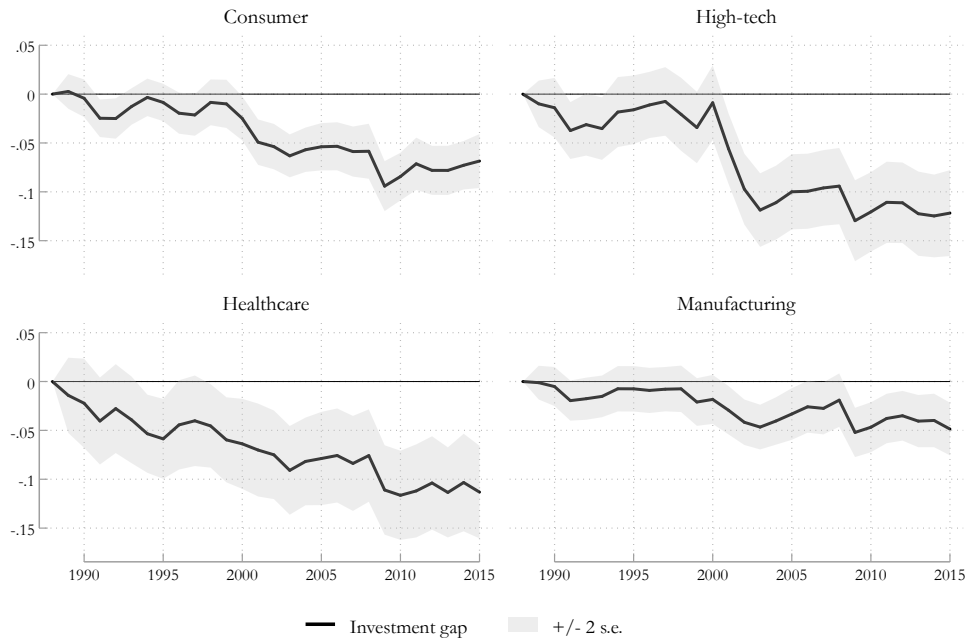 Consumer
High-tech
.05
0
-.05
-.1
-.15
Healthcare
Manufacturing
.05
0
-.05
-.1
-.15
1990 1995 2000 2005 2010 2015
1990 1995 2000 2005 2010 2015
Investment gap
+/- 2 s.e.